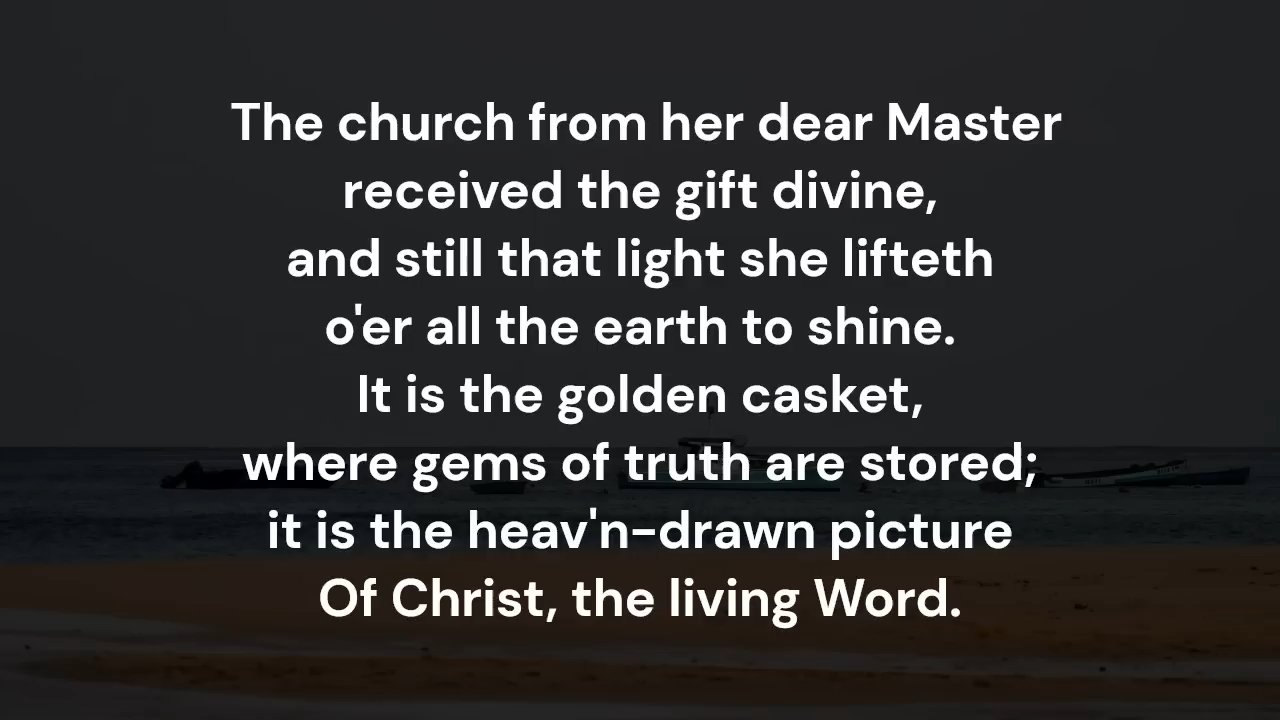 The church from her dear Master
received the gift divine,
and still that light she lifteth
o'er all the earth to shine.
It is the golden casket,
where gems of truth are stored;
it is the heav'n-drawn picture
Of Christ, the living Word.